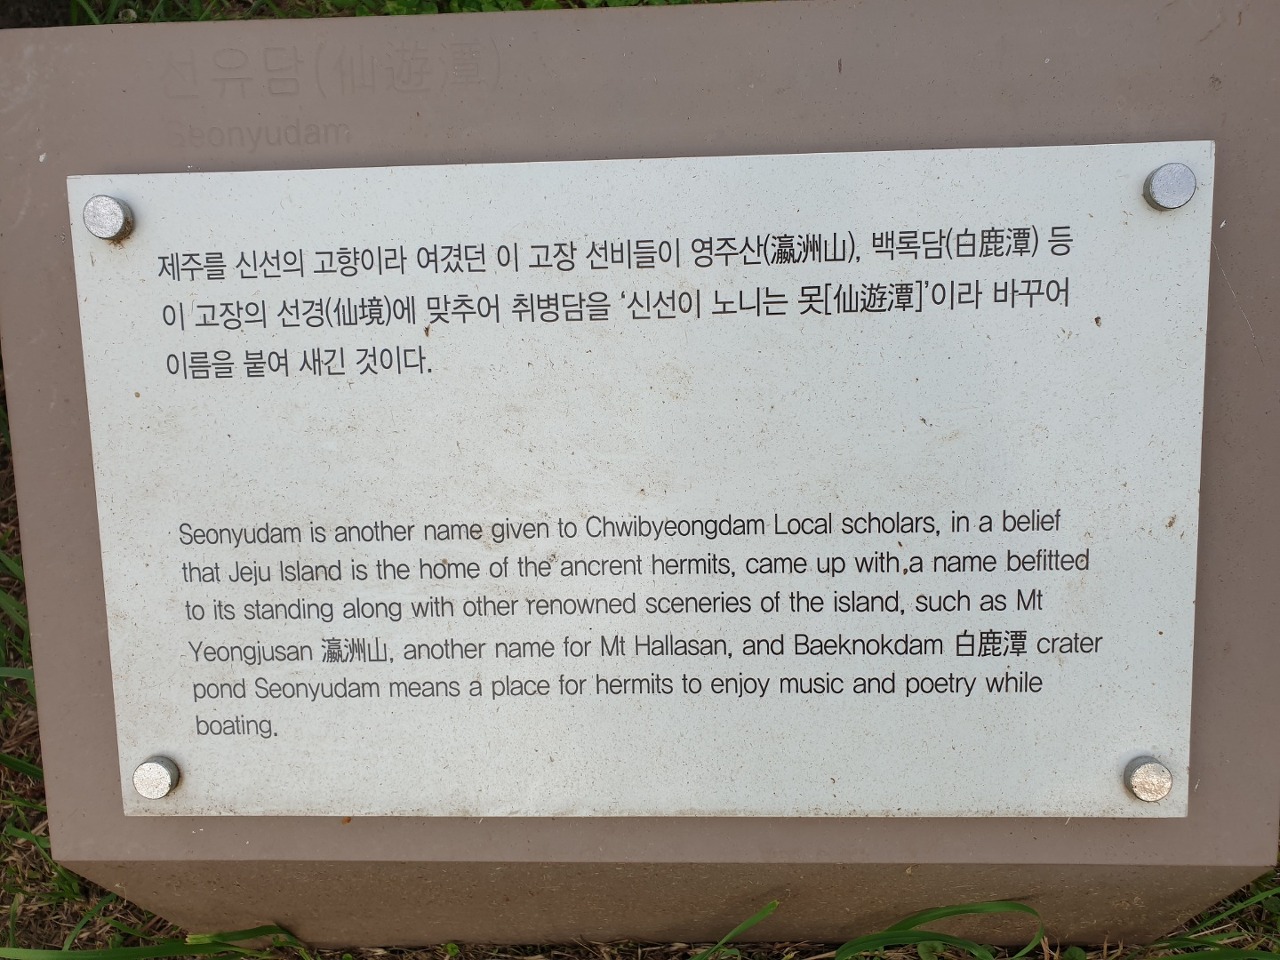 선유담(仙遊潭)
Seonyudam
제주를 신선의 고향이라 여겼던 이 고장 선비들이 영주산(瀛洲山), 백록담(白鹿潭) 등
이 고장의 선경(仙境)에 맞추어 취병담을 ‘신선이 노니는 못[仙遊潭]’이라 바꾸어
이름을 붙여 새긴 것이다.
Seonyudam is another name given to Chwibyeongdam Local scholars, in a belief
that Jeju Island is the home of the ancrent hermits, came up with a name befitted
to its standing along with other renowned sceneries of the island, such as Mt
Yeongjusan 瀛洲山, another name for Mt Hallasan, and Baeknokdam 白鹿潭 crater
pond Seonyudam means a place for hermits to enjoy music and poetry while
boating.